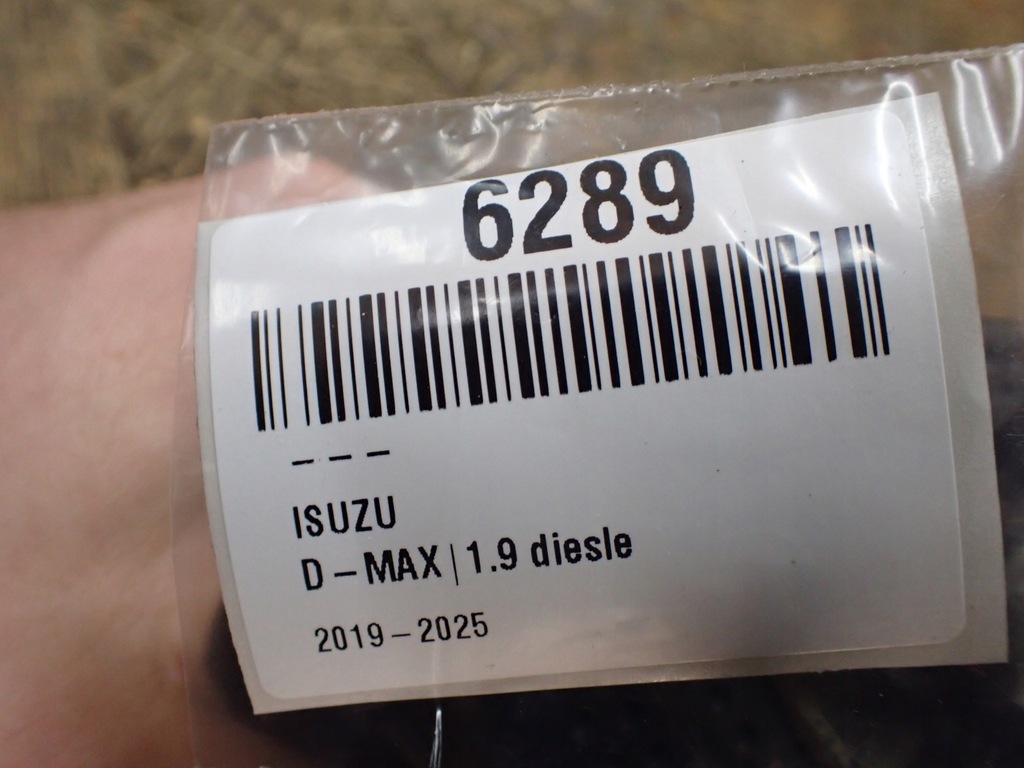 6289
– – –
ISUZU
D – MAX | 1.9 diesle
2019 – 2025